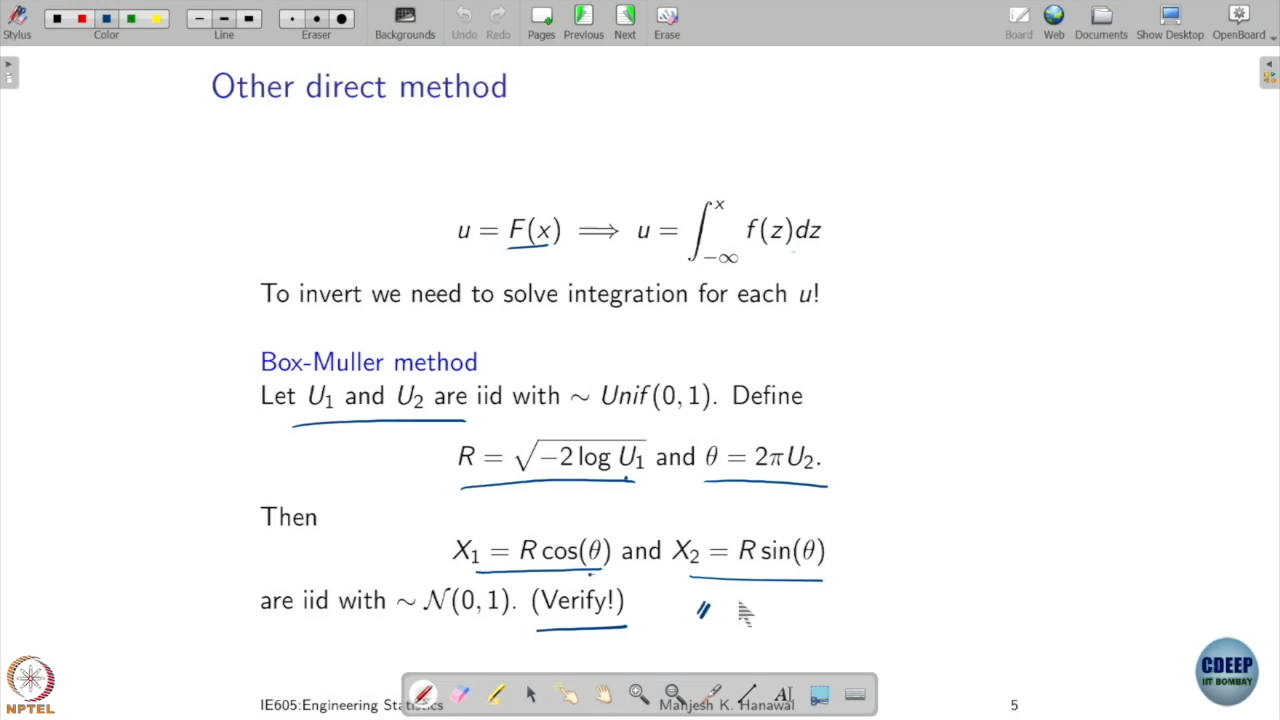 Stylus Color Line Eraser Backgrounds Undo Redo Pages Previous Next Erase Board Web Documents Show Desktop OpenBoard
Other direct method
u = F(x) ⟹ u = ∫_{−∞}^{x} f(z)dz
To invert we need to solve integration for each u!
Box-Muller method
Let U₁ and U₂ are iid with ∼ Unif(0, 1). Define
R = √(−2 log U₁) and θ = 2πU₂.
Then
X₁ = R cos(θ) and X₂ = R sin(θ)
are iid with ∼ 𝒩(0, 1). (Verify!)
CDEEP
IIT BOMBAY
NPTEL
IE605:Engineering Statistics Manjesh K. Hanawal 5